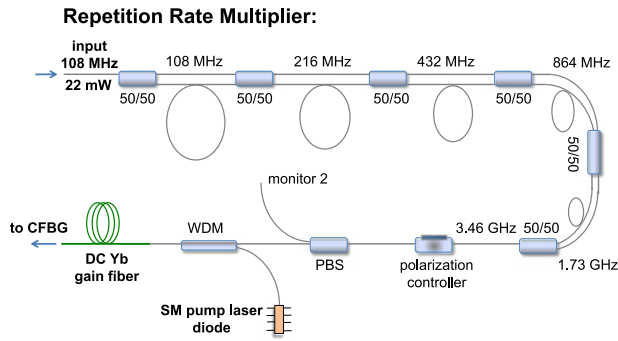 Repetition Rate Multiplier:
input
108 MHz
22 mW
108 MHz
216 MHz
432 MHz
864 MHz
50/50
50/50
50/50
50/50
50/50
monitor 2
to CFBG
DC Yb
gain fiber
WDM
PBS
polarization
controller
3.46 GHz
50/50
1.73 GHz
SM pump laser
diode